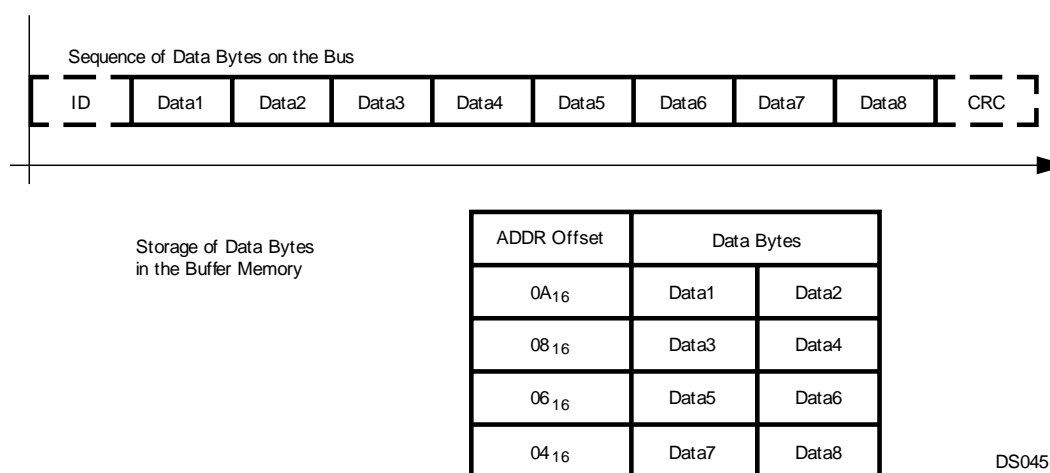 Sequence of Data Bytes on the Bus
ID Data1 Data2 Data3 Data4 Data5 Data6 Data7 Data8 CRC
Storage of Data Bytes
in the Buffer Memory
ADDR Offset Data Bytes
0A16 Data1 Data2
0816 Data3 Data4
0616 Data5 Data6
0416 Data7 Data8
DS045